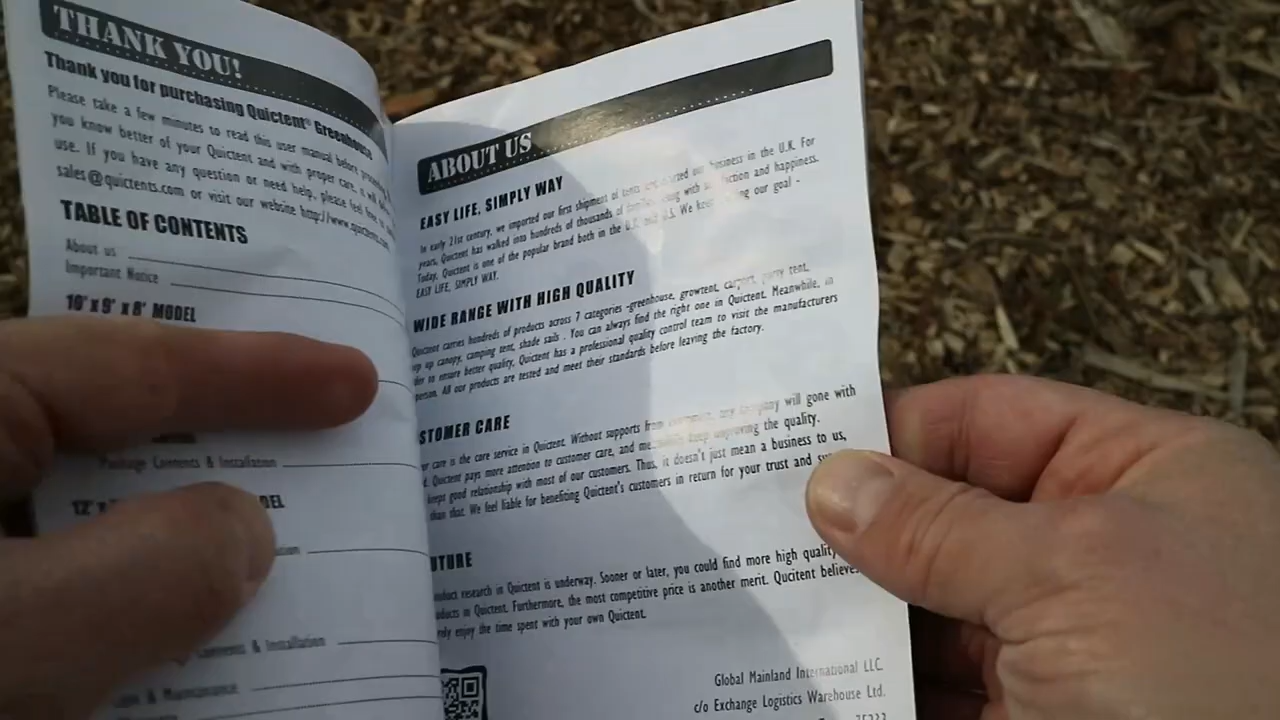 THANK YOU!
Thank you for purchasing Quictent® Greenhouse
Please take a few minutes to read this user manual before
you know better of your Quictent and with proper care, it will
use. If you have any question or need help, please feel free
sales@quictents.com or visit our website http://www.quictents.com
TABLE OF CONTENTS
About us
Important Notice
10' x 9' x 8' MODEL
Package Contents & Installation
12'
& Installation
& Maintenance
ABOUT US
EASY LIFE, SIMPLY WAY
In early 21st century, we imported our first shipment of tents and started our business in the U.K. For
years, Quictent has walked into hundreds of thousands of families along with satisfaction and happiness.
Today, Quictent is one of the popular brand both in the U.K. and U.S. We keep our goal -
EASY LIFE, SIMPLY WAY.
WIDE RANGE WITH HIGH QUALITY
Quictent carries hundreds of products across 7 categories -greenhouse, growtent, carport, party tent,
up canopy, camping tent, shade sails . You can always find the right one in Quictent. Meanwhile, in
to ensure better quality, Quictent has a professional quality control team to visit the manufacturers
person. All our products are tested and meet their standards before leaving the factory.
STOMER CARE
care is the core service in Quictent. Without supports from customers, any company will gone with
Quictent pays more attention to customer care, and meanwhile keep improving the quality.
keeps good relationship with most of our customers. Thus, it doesn't just mean a business to us,
than that. We feel liable for benefiting Quictent's customers in return for your trust and
UTURE
research in Quictent is underway. Sooner or later, you could find more high quality
in Quictent. Furthermore, the most competitive price is another merit. Qucitent believes
enjoy the time spent with your own Quictent.
Global Mainland International LLC.
c/o Exchange Logistics Warehouse Ltd.